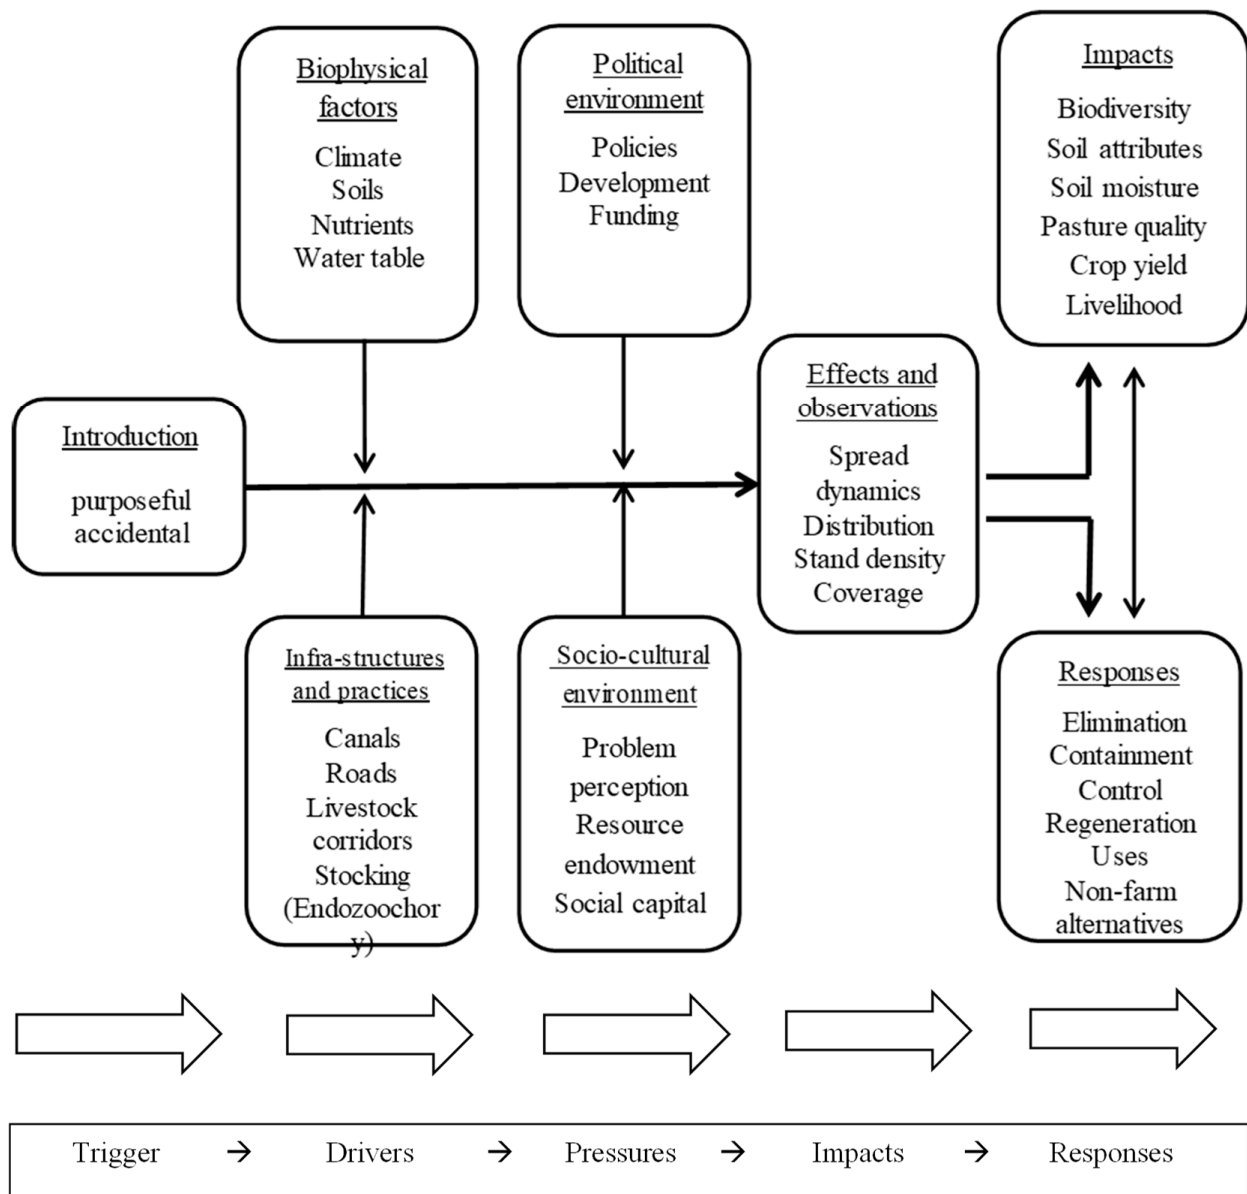 Biophysical
factors
Climate
Soils
Nutrients
Water table
Political
environment
Policies
Development
Funding
Impacts
Biodiversity
Soil attributes
Soil moisture
Pasture quality
Crop yield
Livelihood
Introduction
purposeful
accidental
Effects and
observations
Spread
dynamics
Distribution
Stand density
Coverage
Infra-structures
and practices
Canals
Roads
Livestock
corridors
Stocking
(Endozoochor
y)
Socio-cultural
environment
Problem
perception
Resource
endowment
Social capital
Responses
Elimination
Containment
Control
Regeneration
Uses
Non-farm
alternatives
Trigger → Drivers → Pressures → Impacts → Responses